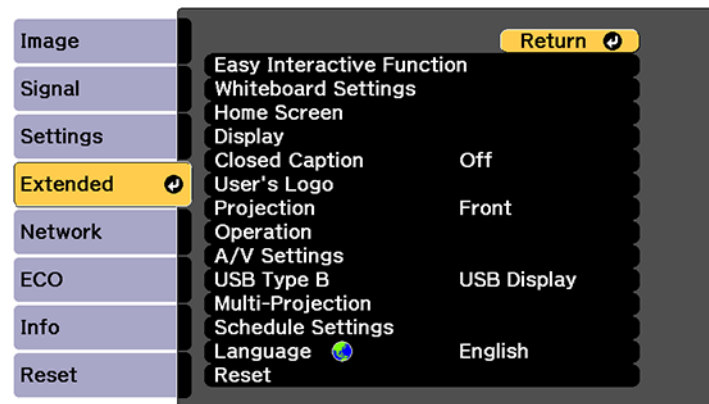 Image
Signal
Settings
Extended
Network
ECO
Info
Reset
Return
Easy Interactive Function
Whiteboard Settings
Home Screen
Display
Closed Caption Off
User's Logo
Projection Front
Operation
A/V Settings
USB Type B USB Display
Multi-Projection
Schedule Settings
Language English
Reset